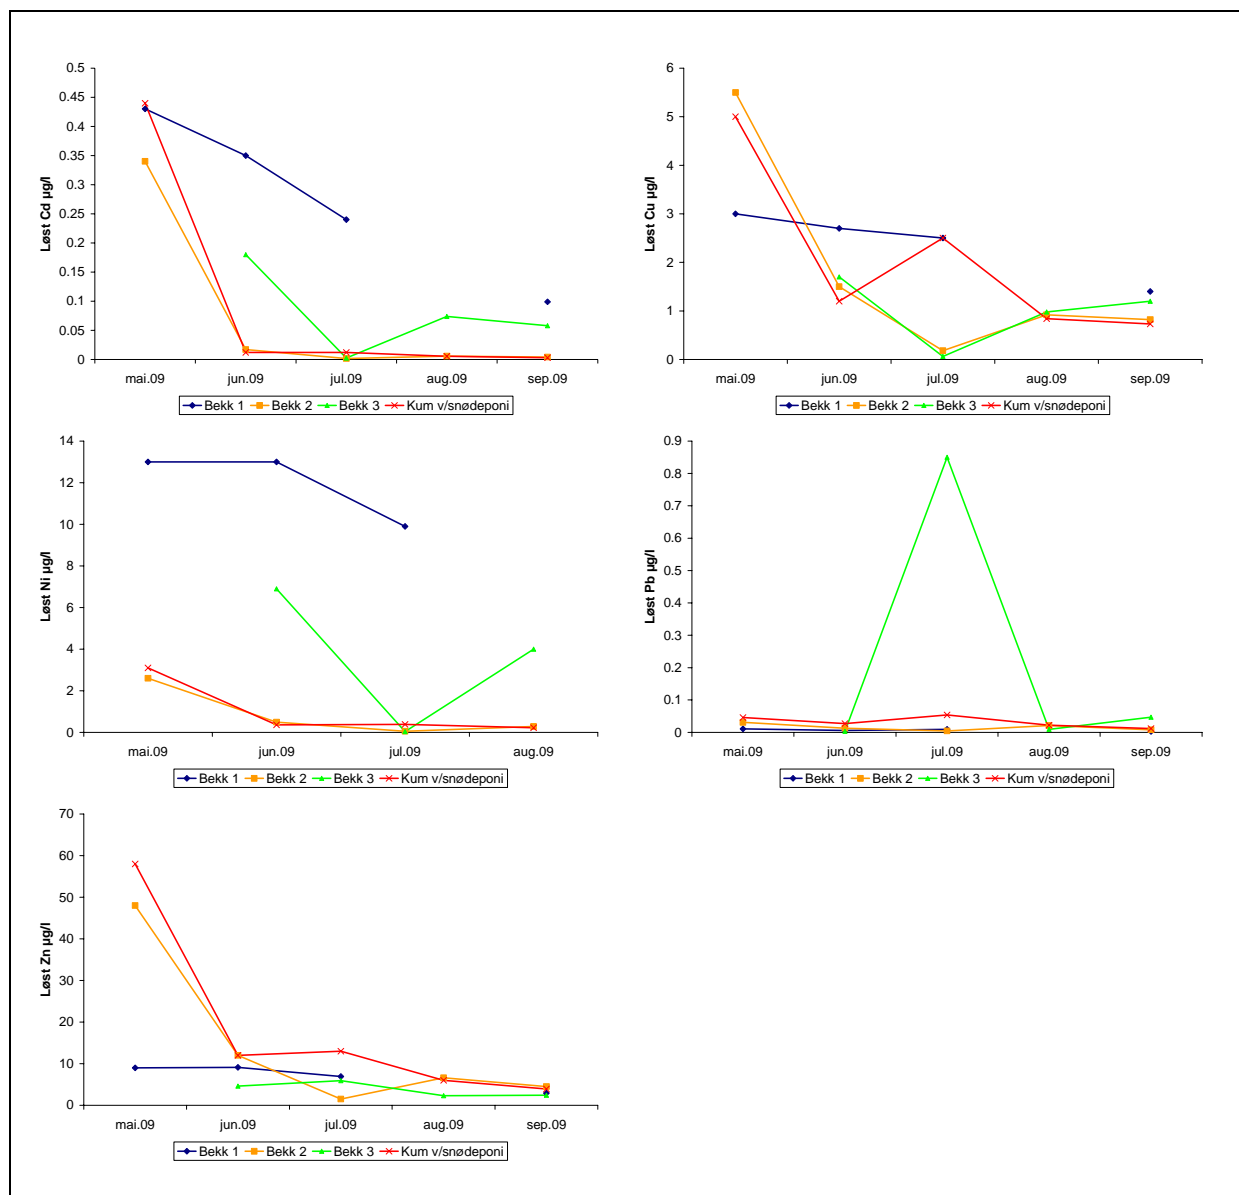 Løst Cd µg/l
0.5
0.45
0.4
0.35
0.3
0.25
0.2
0.15
0.1
0.05
0
mai.09 jun.09 jul.09 aug.09 sep.09
Bekk 1 Bekk 2 Bekk 3 Kum v/snødeponi
Løst Cu µg/l
6
5
4
3
2
1
0
mai.09 jun.09 jul.09 aug.09 sep.09
Bekk 1 Bekk 2 Bekk 3 Kum v/snødeponi
Løst Ni µg/l
14
12
10
8
6
4
2
0
mai.09 jun.09 jul.09 aug.09
Bekk 1 Bekk 2 Bekk 3 Kum v/snødeponi
Løst Pb µg/l
0.9
0.8
0.7
0.6
0.5
0.4
0.3
0.2
0.1
0
mai.09 jun.09 jul.09 aug.09 sep.09
Bekk 1 Bekk 2 Bekk 3 Kum v/snødeponi
Løst Zn µg/l
70
60
50
40
30
20
10
0
mai.09 jun.09 jul.09 aug.09 sep.09
Bekk 1 Bekk 2 Bekk 3 Kum v/snødeponi